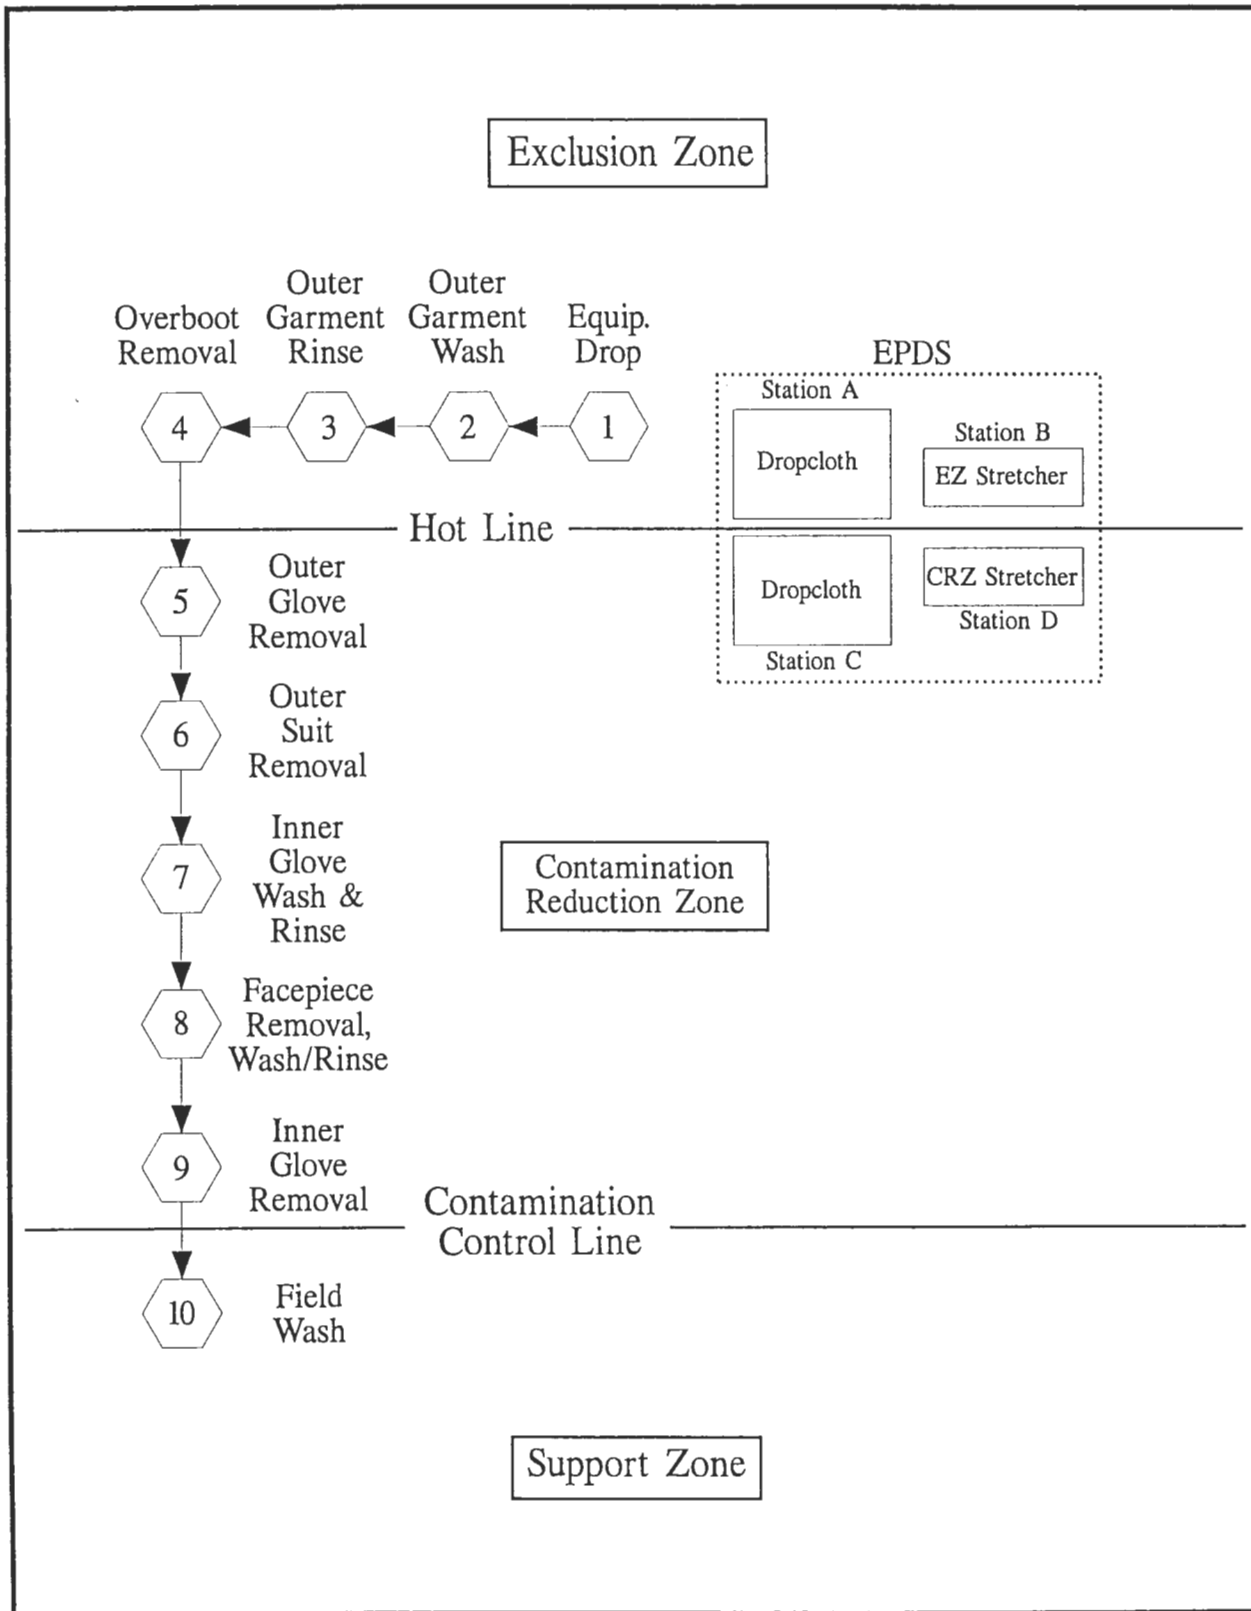 Exclusion Zone
Overboot
Removal
Outer
Garment
Rinse
Outer
Garment
Wash
Equip.
Drop
4
3
2
1
EPDS
Station A
Dropcloth
Station B
EZ Stretcher
Hot Line
Dropcloth
Station C
CRZ Stretcher
Station D
5
Outer
Glove
Removal
6
Outer
Suit
Removal
7
Inner
Glove
Wash &
Rinse
Contamination
Reduction Zone
8
Facepiece
Removal,
Wash/Rinse
9
Inner
Glove
Removal
Contamination
Control Line
10
Field
Wash
Support Zone